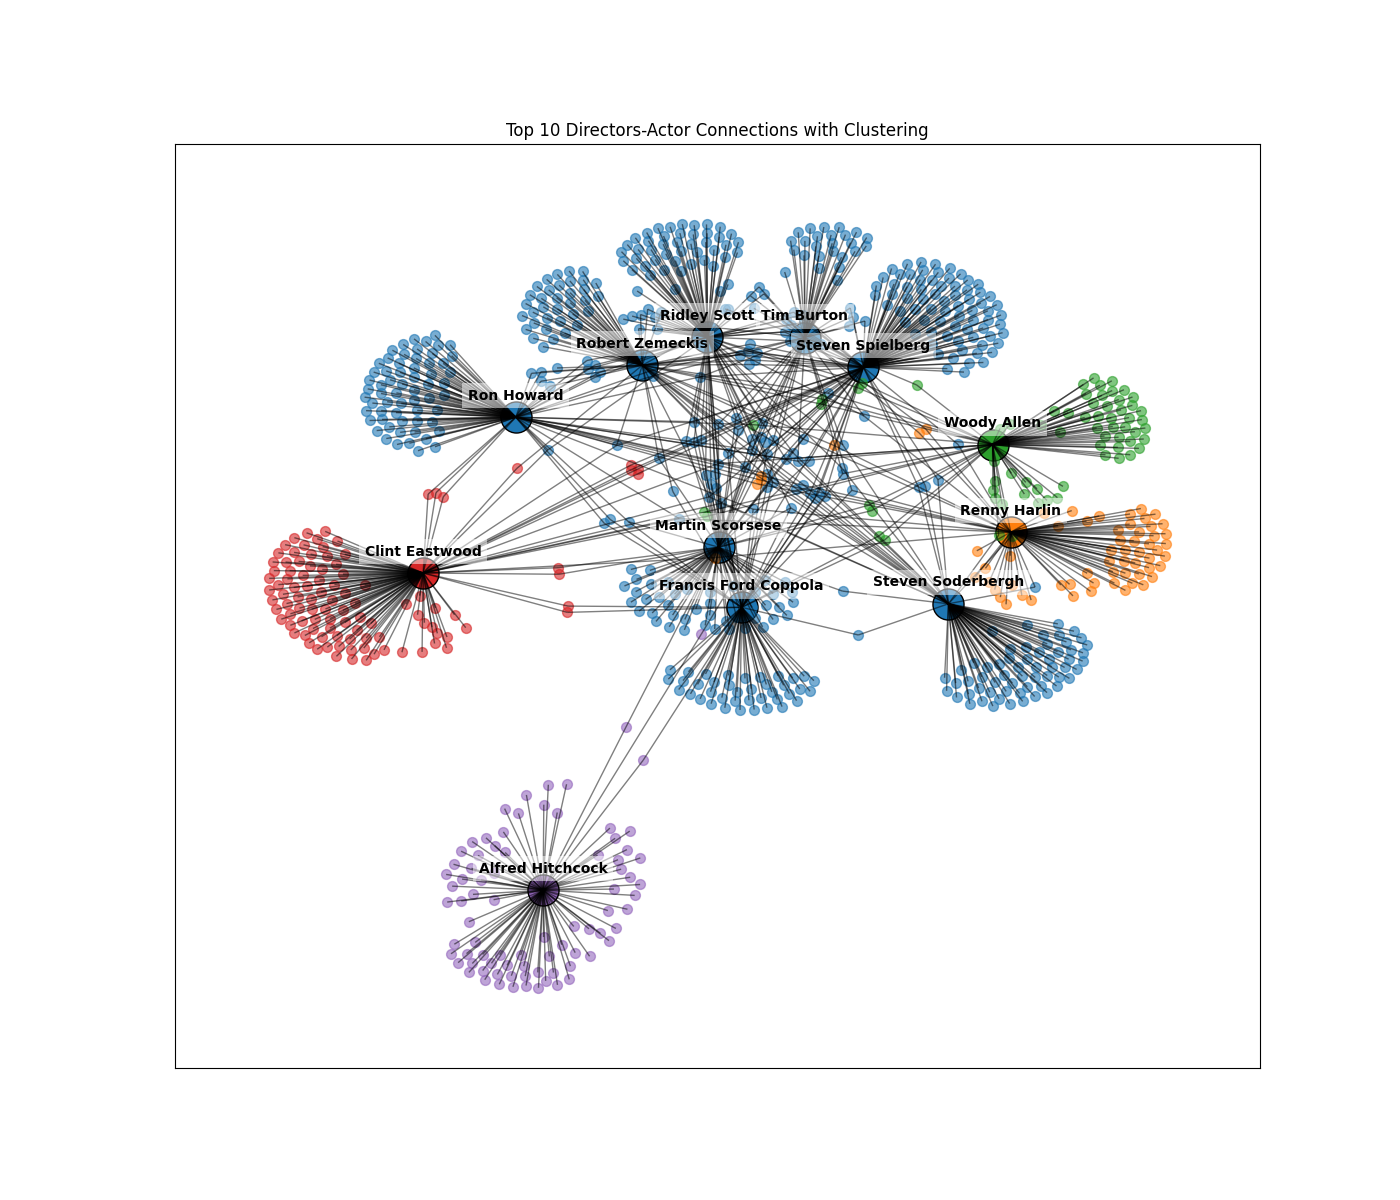 Top 10 Directors-Actor Connections with Clustering
Ridley Scott
Tim Burton
Robert Zemeckis
Steven Spielberg
Ron Howard
Woody Allen
Renny Harlin
Martin Scorsese
Clint Eastwood
Francis Ford Coppola
Steven Soderbergh
Alfred Hitchcock